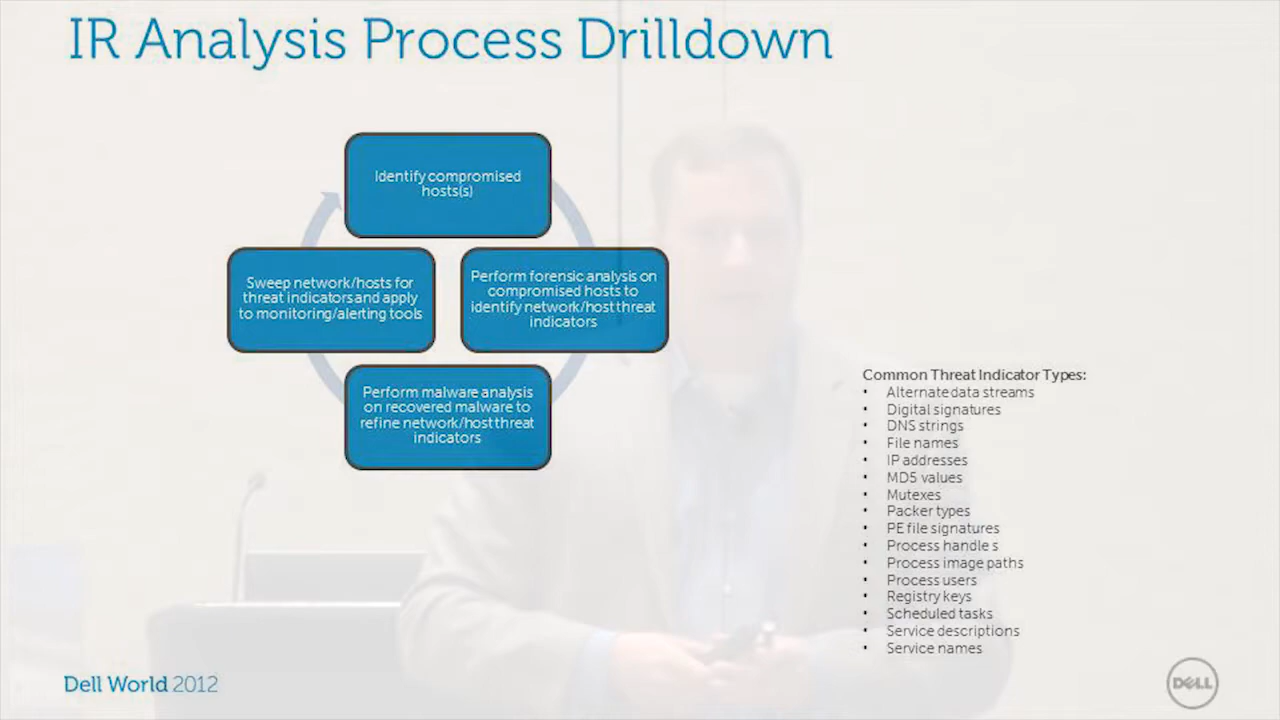 IR Analysis Process Drilldown
Identify compromised
hosts(s)
Sweep network/hosts for
threat indicators and apply
to monitoring/alerting tools
Perform forensic analysis on
compromised hosts to
identify network/host threat
indicators
Perform malware analysis
on recovered malware to
refine network/host threat
indicators
Common Threat Indicator Types:
• Alternate data streams
• Digital signatures
• DNS strings
• File names
• IP addresses
• MD5 values
• Mutexes
• Packer types
• PE file signatures
• Process handle s
• Process image paths
• Process users
• Registry keys
• Scheduled tasks
• Service descriptions
• Service names
Dell World 2012
DELL